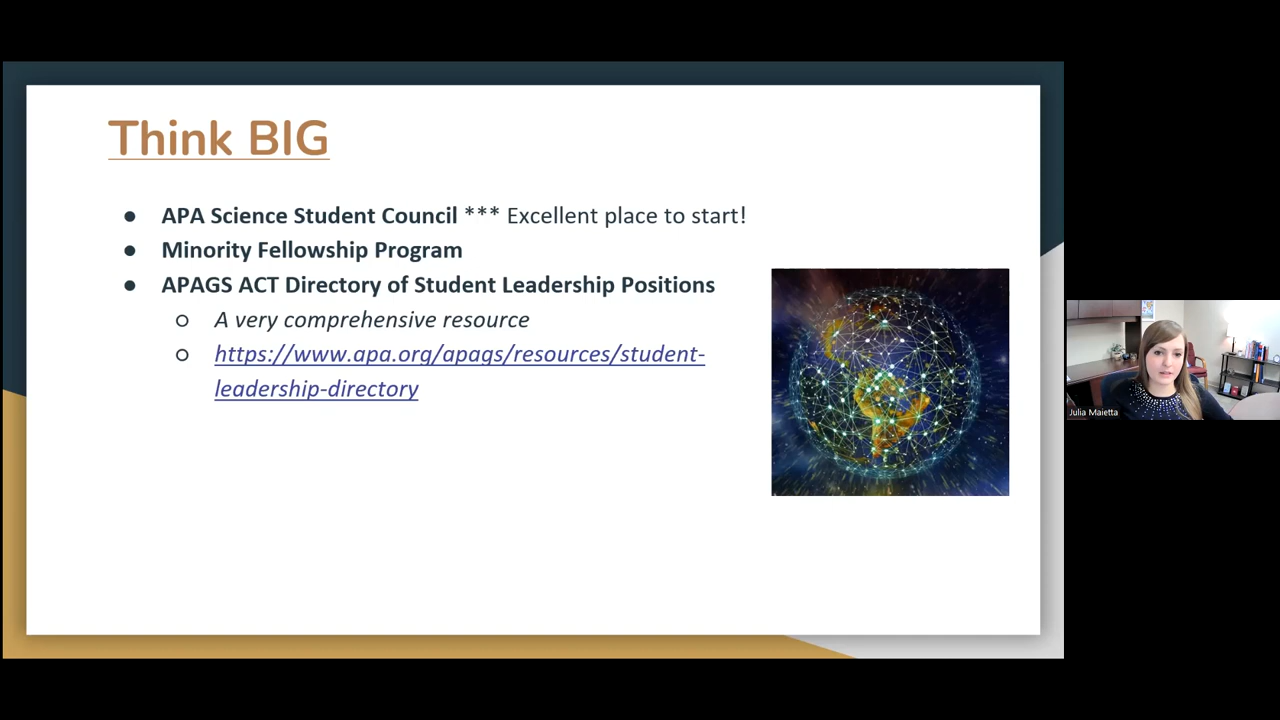 Think BIG
● APA Science Student Council *** Excellent place to start!
● Minority Fellowship Program
● APAGS ACT Directory of Student Leadership Positions
○ A very comprehensive resource
○ https://www.apa.org/apags/resources/student-
leadership-directory
Julia Maietta